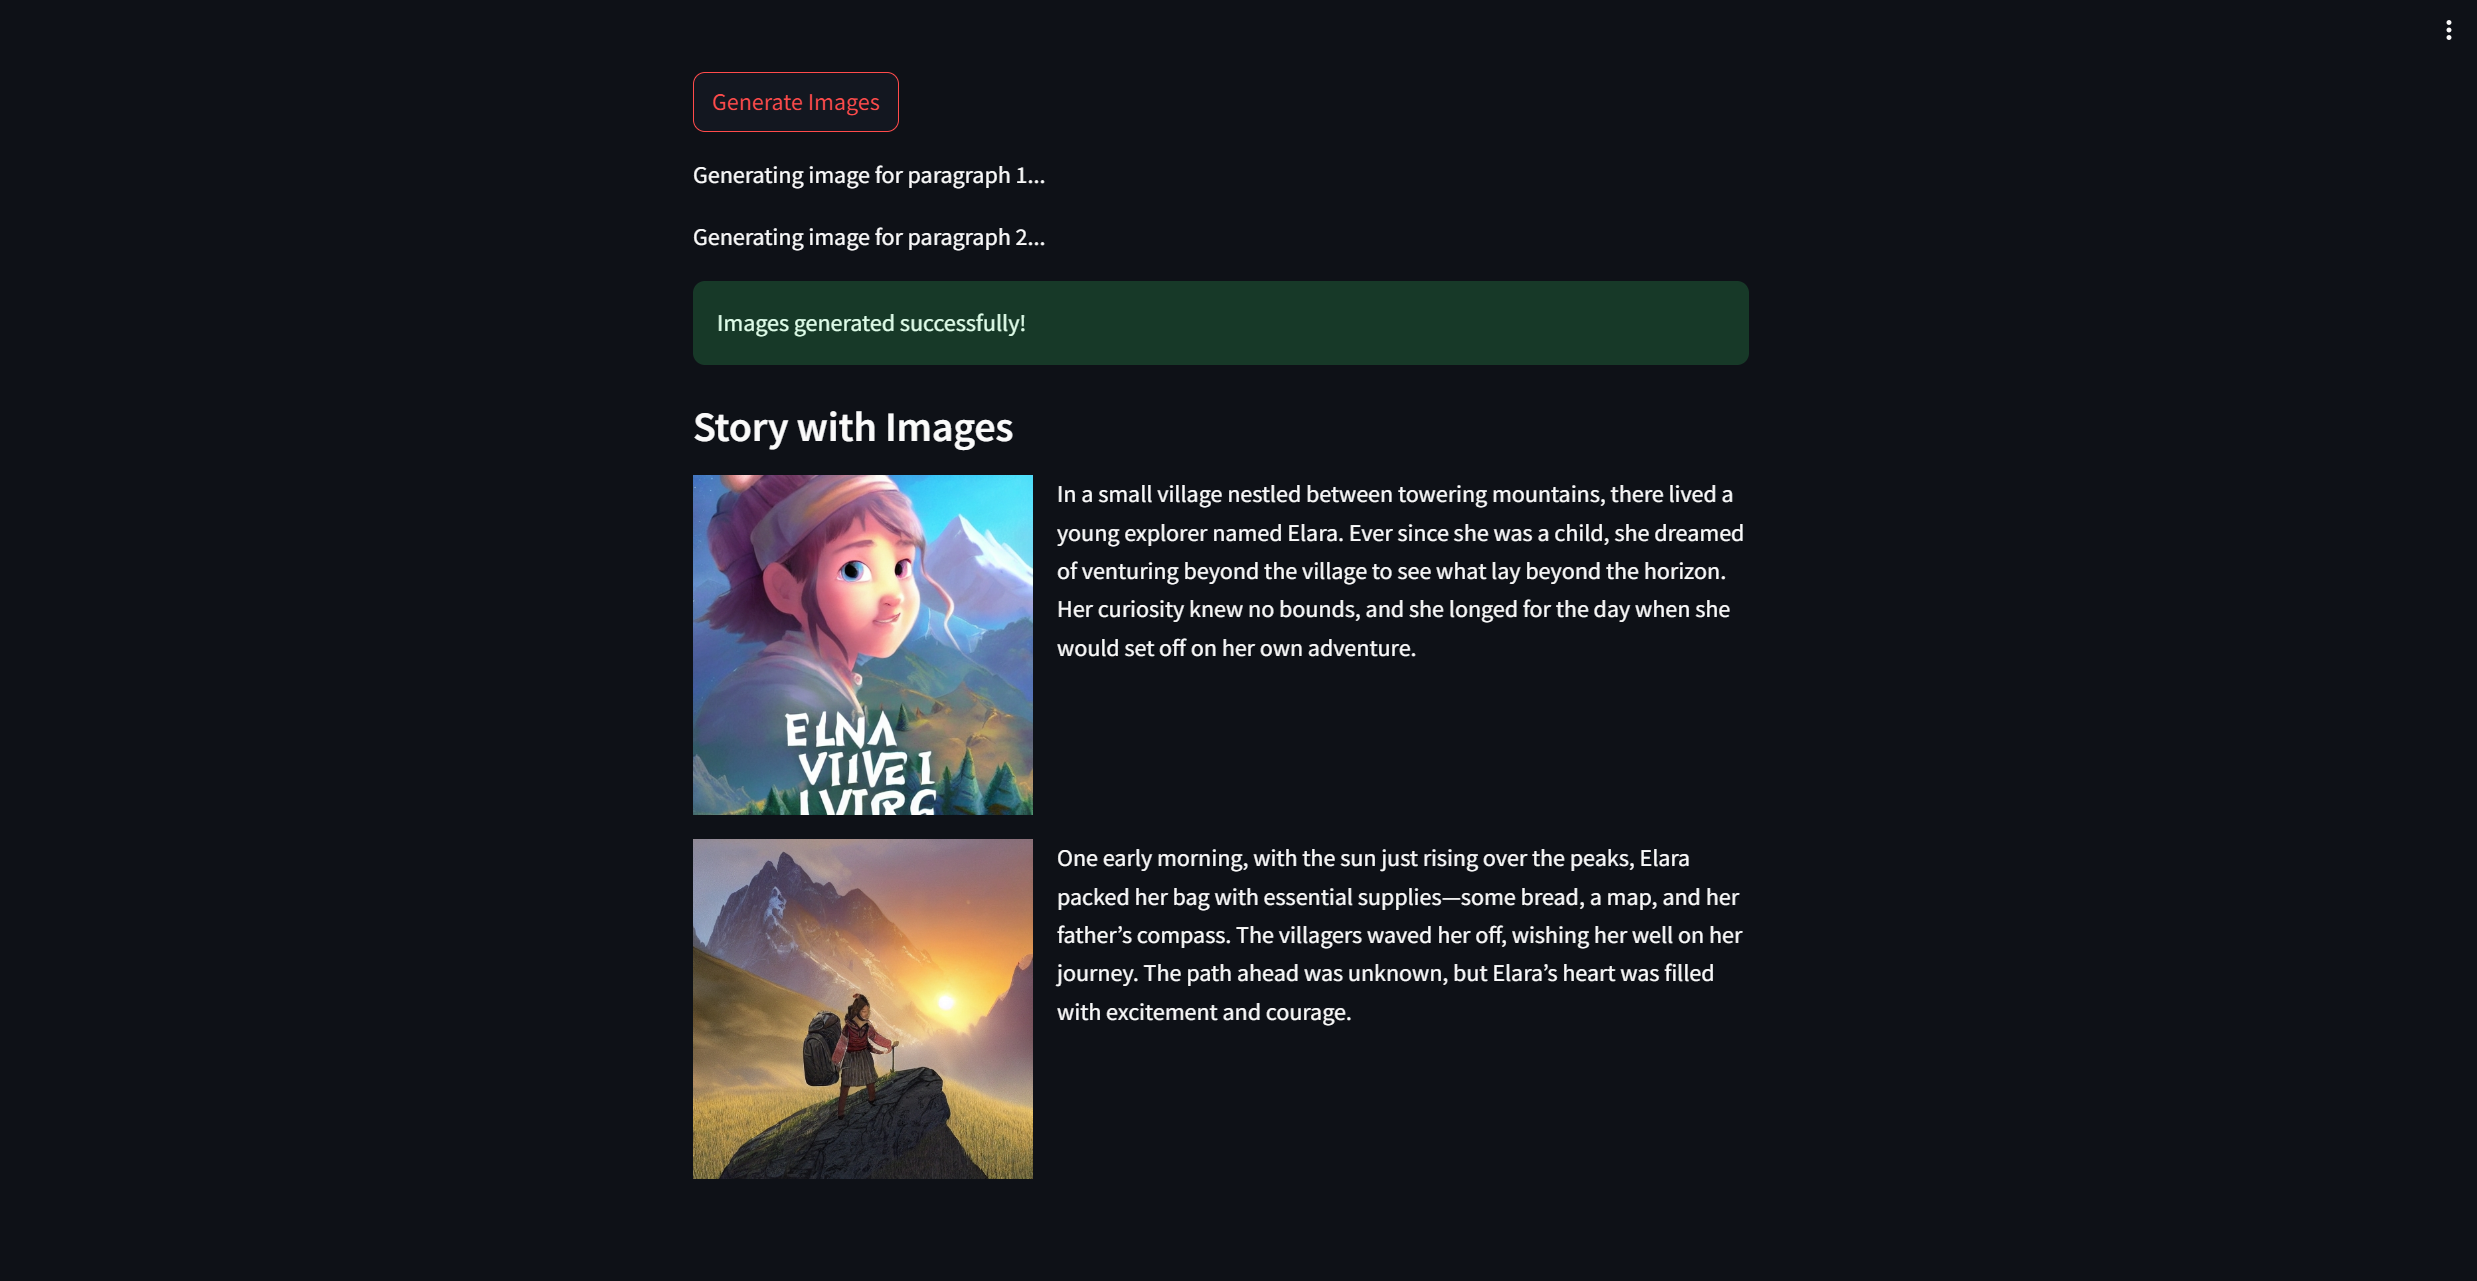 Generate Images
Generating image for paragraph 1...
Generating image for paragraph 2...
Images generated successfully!
Story with Images
In a small village nestled between towering mountains, there lived a
young explorer named Elara. Ever since she was a child, she dreamed
of venturing beyond the village to see what lay beyond the horizon.
Her curiosity knew no bounds, and she longed for the day when she
would set off on her own adventure.
ELNA
VIIVE I
One early morning, with the sun just rising over the peaks, Elara
packed her bag with essential supplies—some bread, a map, and her
father’s compass. The villagers waved her off, wishing her well on her
journey. The path ahead was unknown, but Elara’s heart was filled
with excitement and courage.